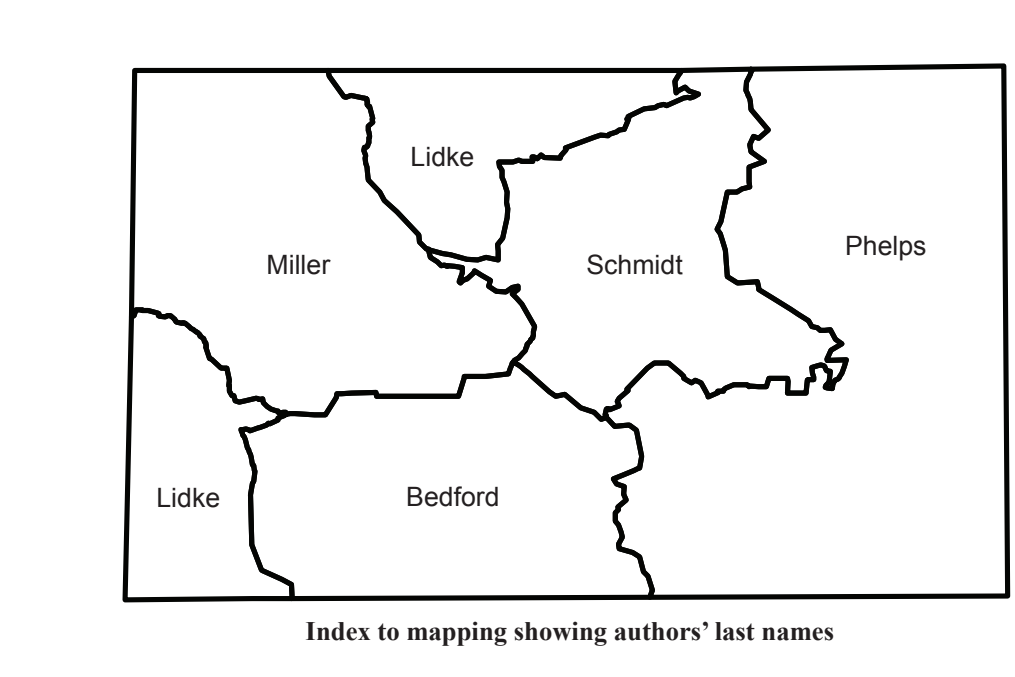 Lidke
Phelps
Miller
Schmidt
Lidke
Bedford
Index to mapping showing authors’ last names